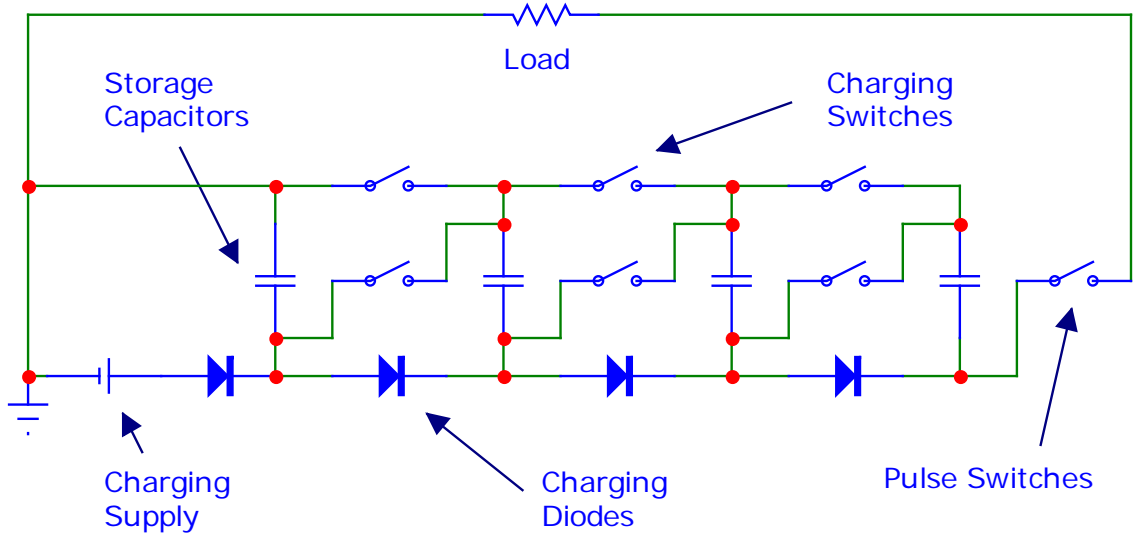 Load
Storage
Capacitors
Charging
Switches
Charging
Supply
Charging
Diodes
Pulse Switches